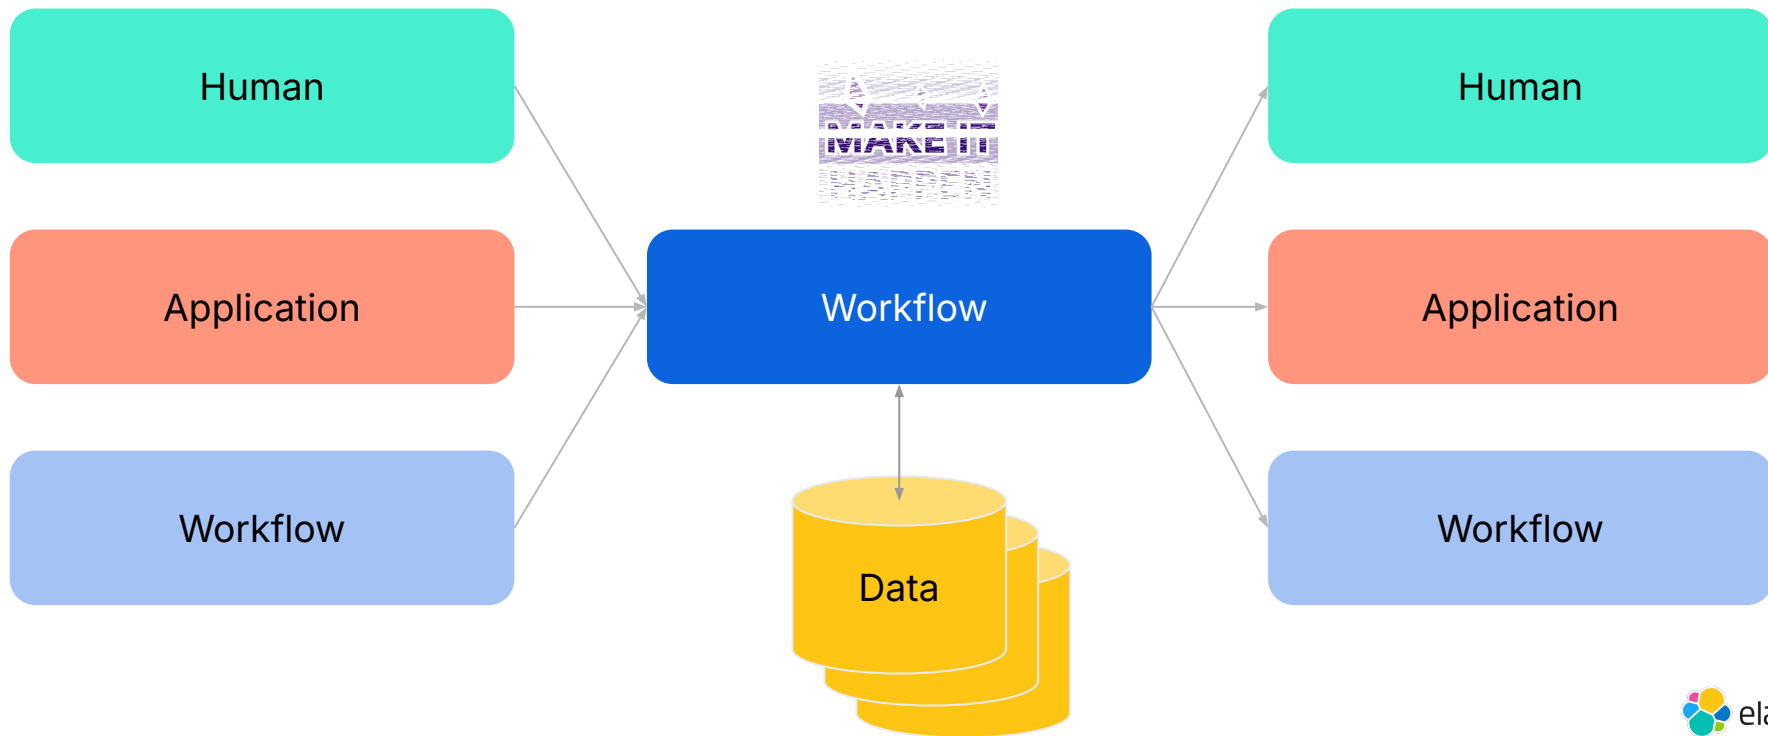 Human
Application
Workflow
MAKE IT
HAPPEN
Workflow
Data
Human
Application
Workflow
ela